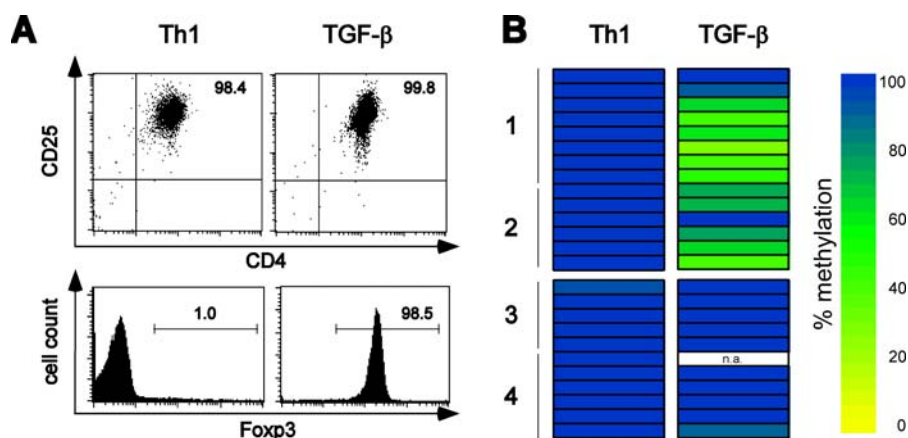 A
Th1
TGF-β
98.4
99.8
CD25
CD4
1.0
98.5
cell count
Foxp3
B
Th1
TGF-β
1
2
3
4
n.a.
% methylation
100
80
60
40
20
0